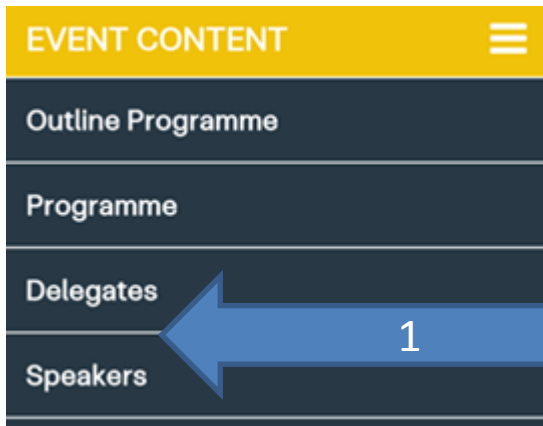 EVENT CONTENT
Outline Programme
Programme
Delegates
1
Speakers